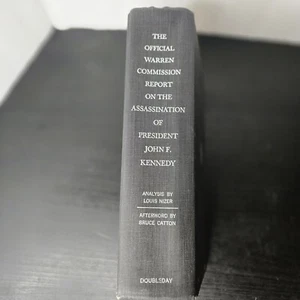 THE
OFFICIAL
WARREN
COMMISSION
REPORT
ON THE
ASSASSINATION
OF
PRESIDENT
JOHN F.
KENNEDY
ANALYSIS BY
LOUIS NIZER
AFTERWORD BY
BRUCE CATTON
DOUBLEDAY